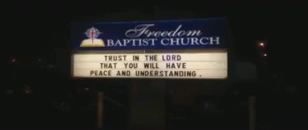 Freedom
BAPTIST CHURCH
TRUST IN THE LORD
THAT YOU WILL HAVE
PEACE AND UNDERSTANDING.